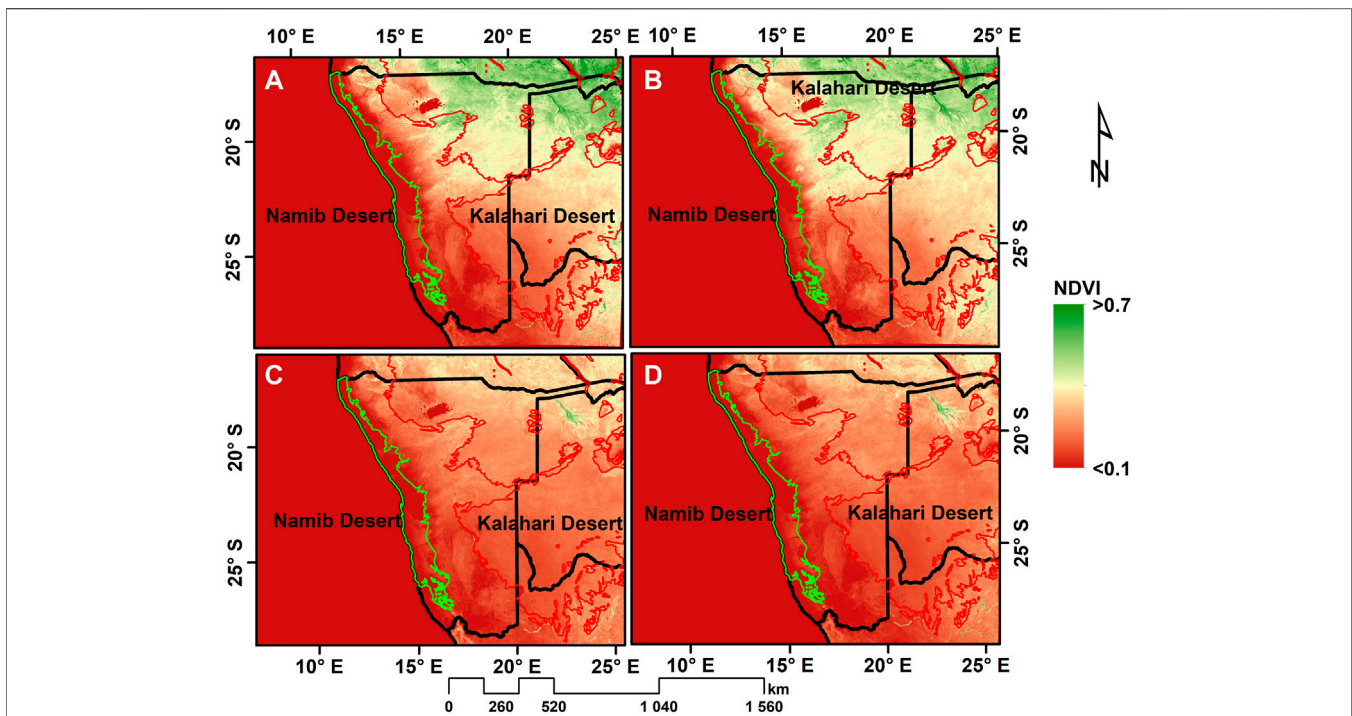 10° E 15° E 20° E 25° E 10° E 15° E 20° E 25° E
A
B
Kalahari Desert
N
20° S
20° S
Namib Desert
Kalahari Desert
Namib Desert
25° S
25° S
NDVI
>0.7
<0.1
C
D
20° S
20° S
Namib Desert
Kalahari Desert
Namib Desert
Kalahari Desert
25° S
25° S
10° E 15° E 20° E 25° E 10° E 15° E 20° E 25° E
km
0 260 520 1 040 1 560